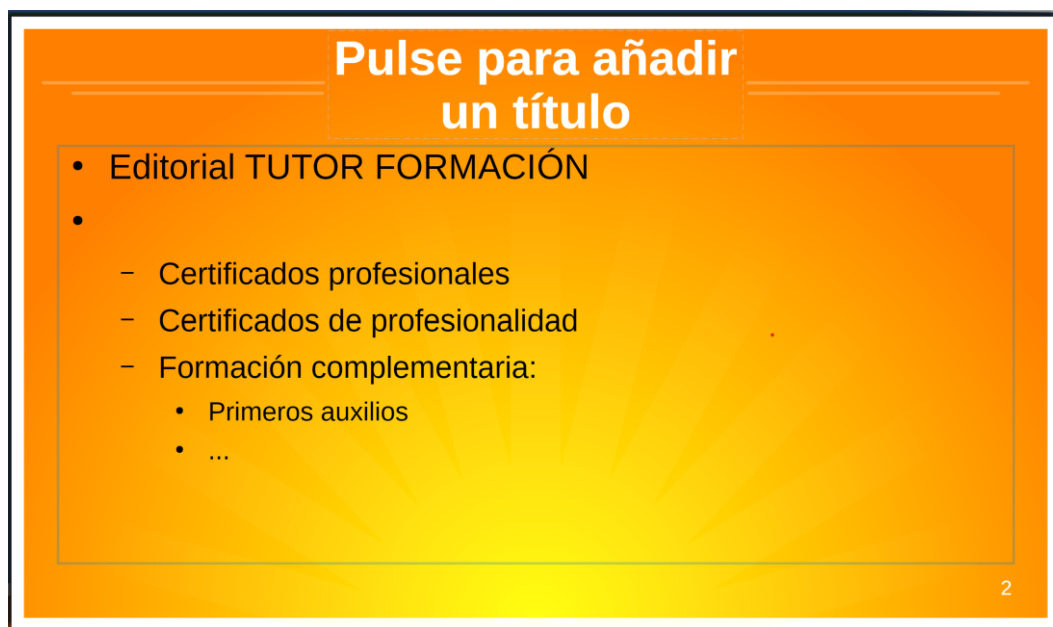 Pulse para añadir
un título
• Editorial TUTOR FORMACIÓN
•
– Certificados profesionales
– Certificados de profesionalidad
– Formación complementaria:
• Primeros auxilios
• ...
2